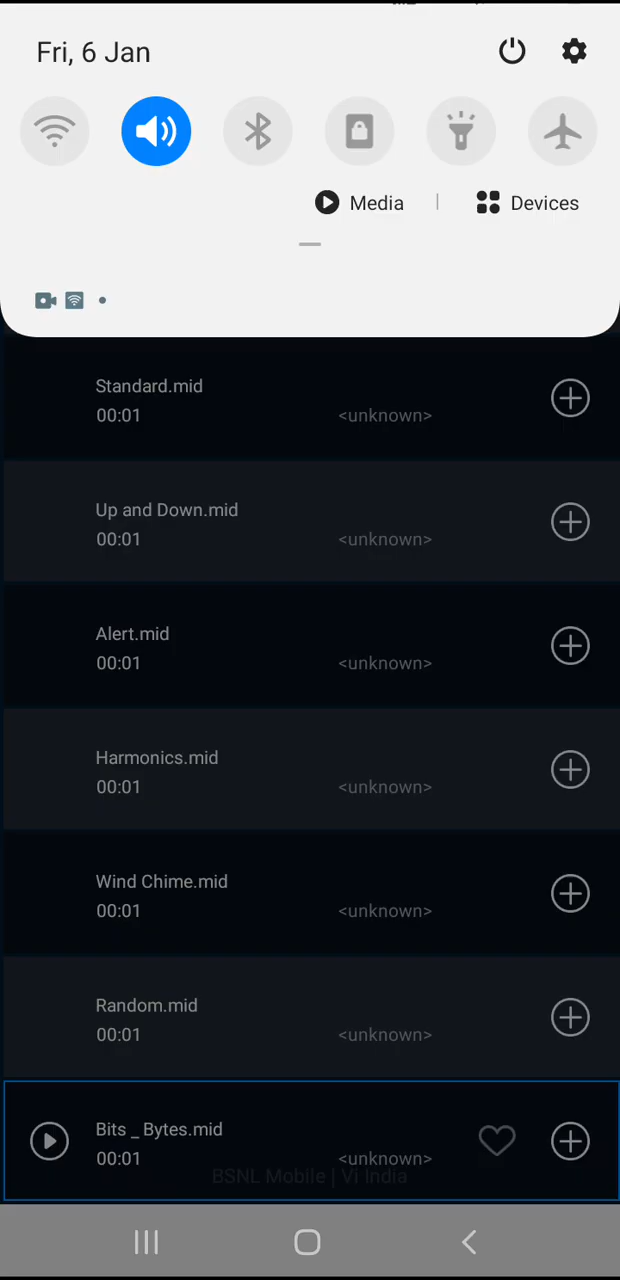 Fri, 6 Jan
Media | Devices
Standard.mid
00:01 <unknown>
Up and Down.mid
00:01 <unknown>
Alert.mid
00:01 <unknown>
Harmonics.mid
00:01 <unknown>
Wind Chime.mid
00:01 <unknown>
Random.mid
00:01 <unknown>
Bits _ Bytes.mid
00:01 <unknown>
BSNL Mobile | Vi India